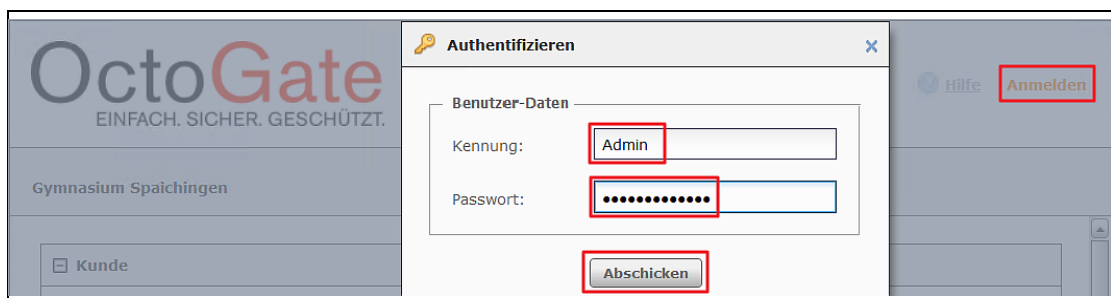 OctoGate
EINFACH. SICHER. GESCHÜTZT.
Authentifizieren
Hilfe
Anmelden
Benutzer-Daten
Kennung:
Admin
Passwort:
•••••••••••••
Gymnasium Spaichingen
Kunde
Abschicken